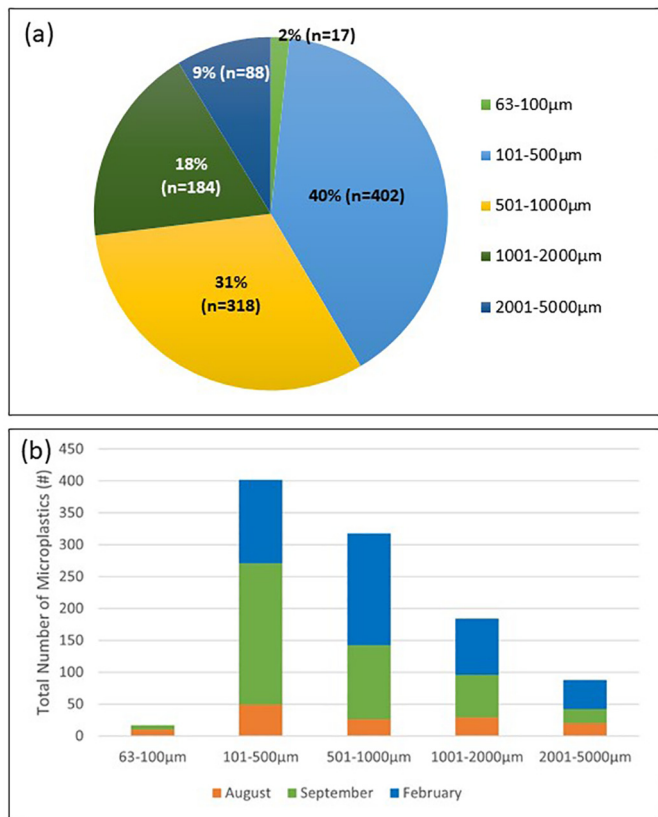 (a)
2% (n=17)
9% (n=88)
63-100μm
18%
(n=184)
40% (n=402)
101-500μm
501-1000μm
31%
(n=318)
1001-2000μm
2001-5000μm
(b)
Total Number of Microplastics (#)
450
400
350
300
250
200
150
100
50
0
63-100μm 101-500μm 501-1000μm 1001-2000μm 2001-5000μm
August September February